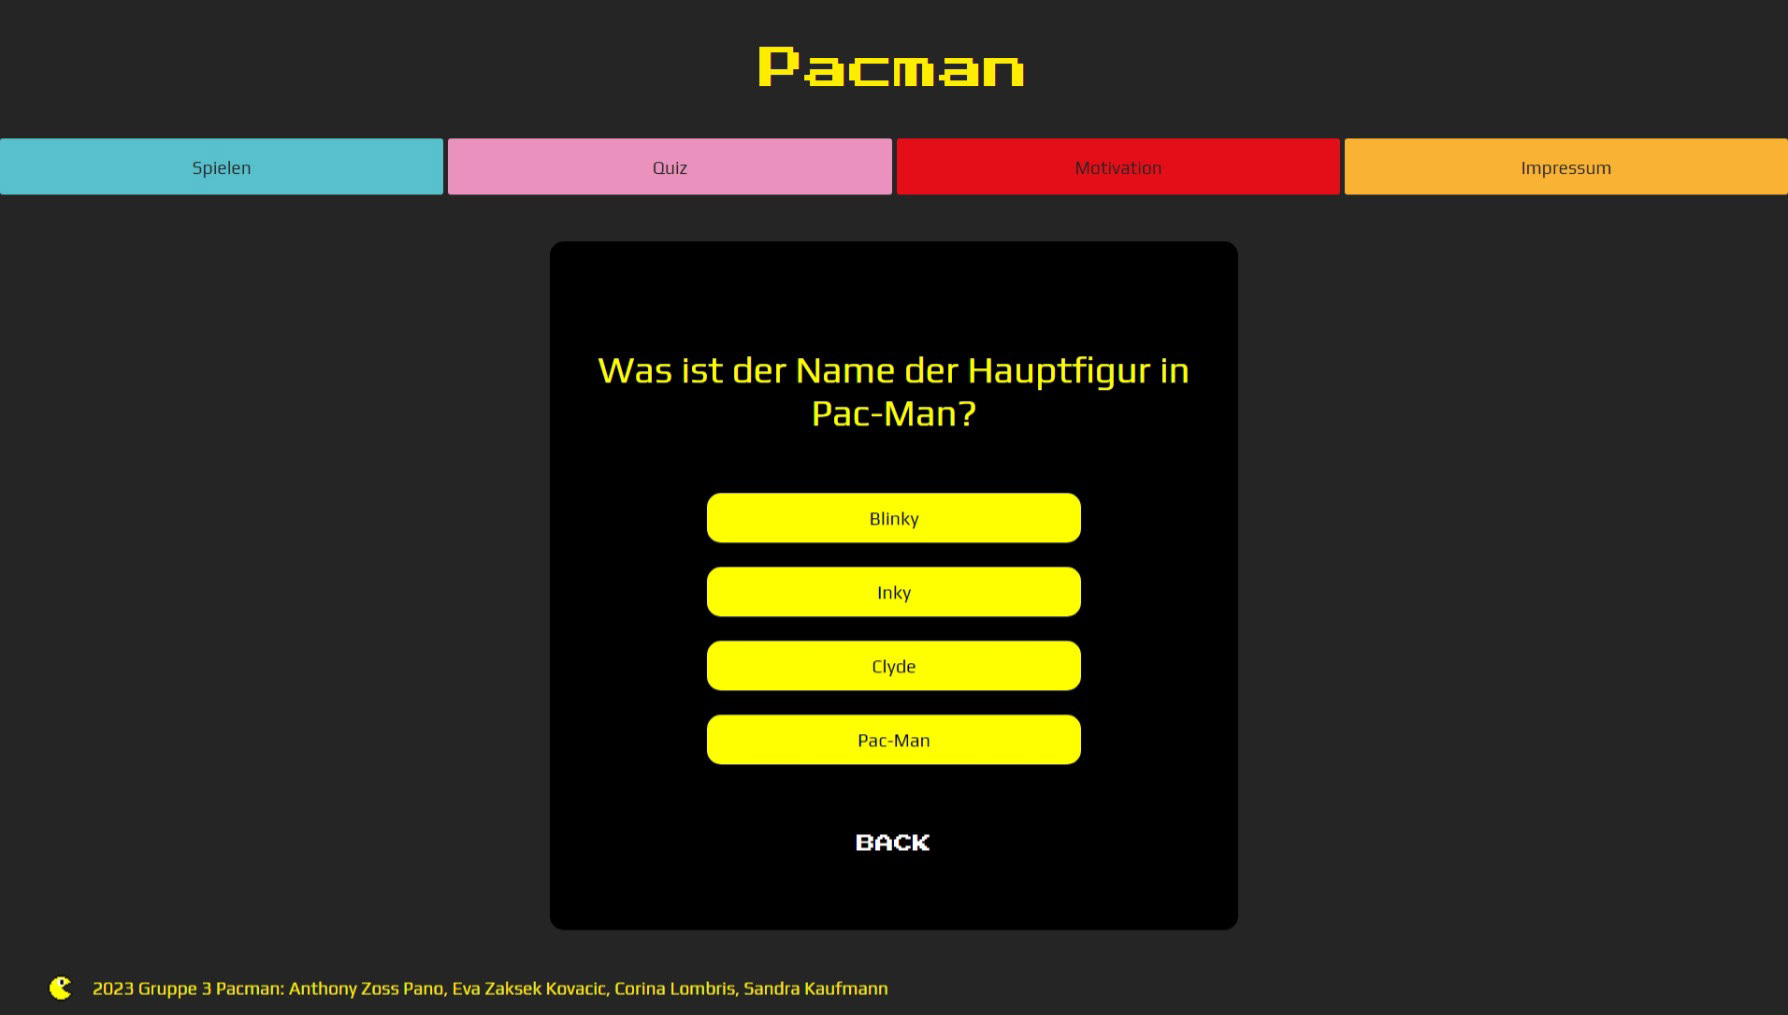 Pacman
Spielen
Quiz
Motivation
Impressum
Was ist der Name der Hauptfigur in
Pac-Man?
Blinky
Inky
Clyde
Pac-Man
BACK
2023 Gruppe 3 Pacman: Anthony Zoss Pano, Eva Zaksek Kovacic, Corina Lombris, Sandra Kaufmann